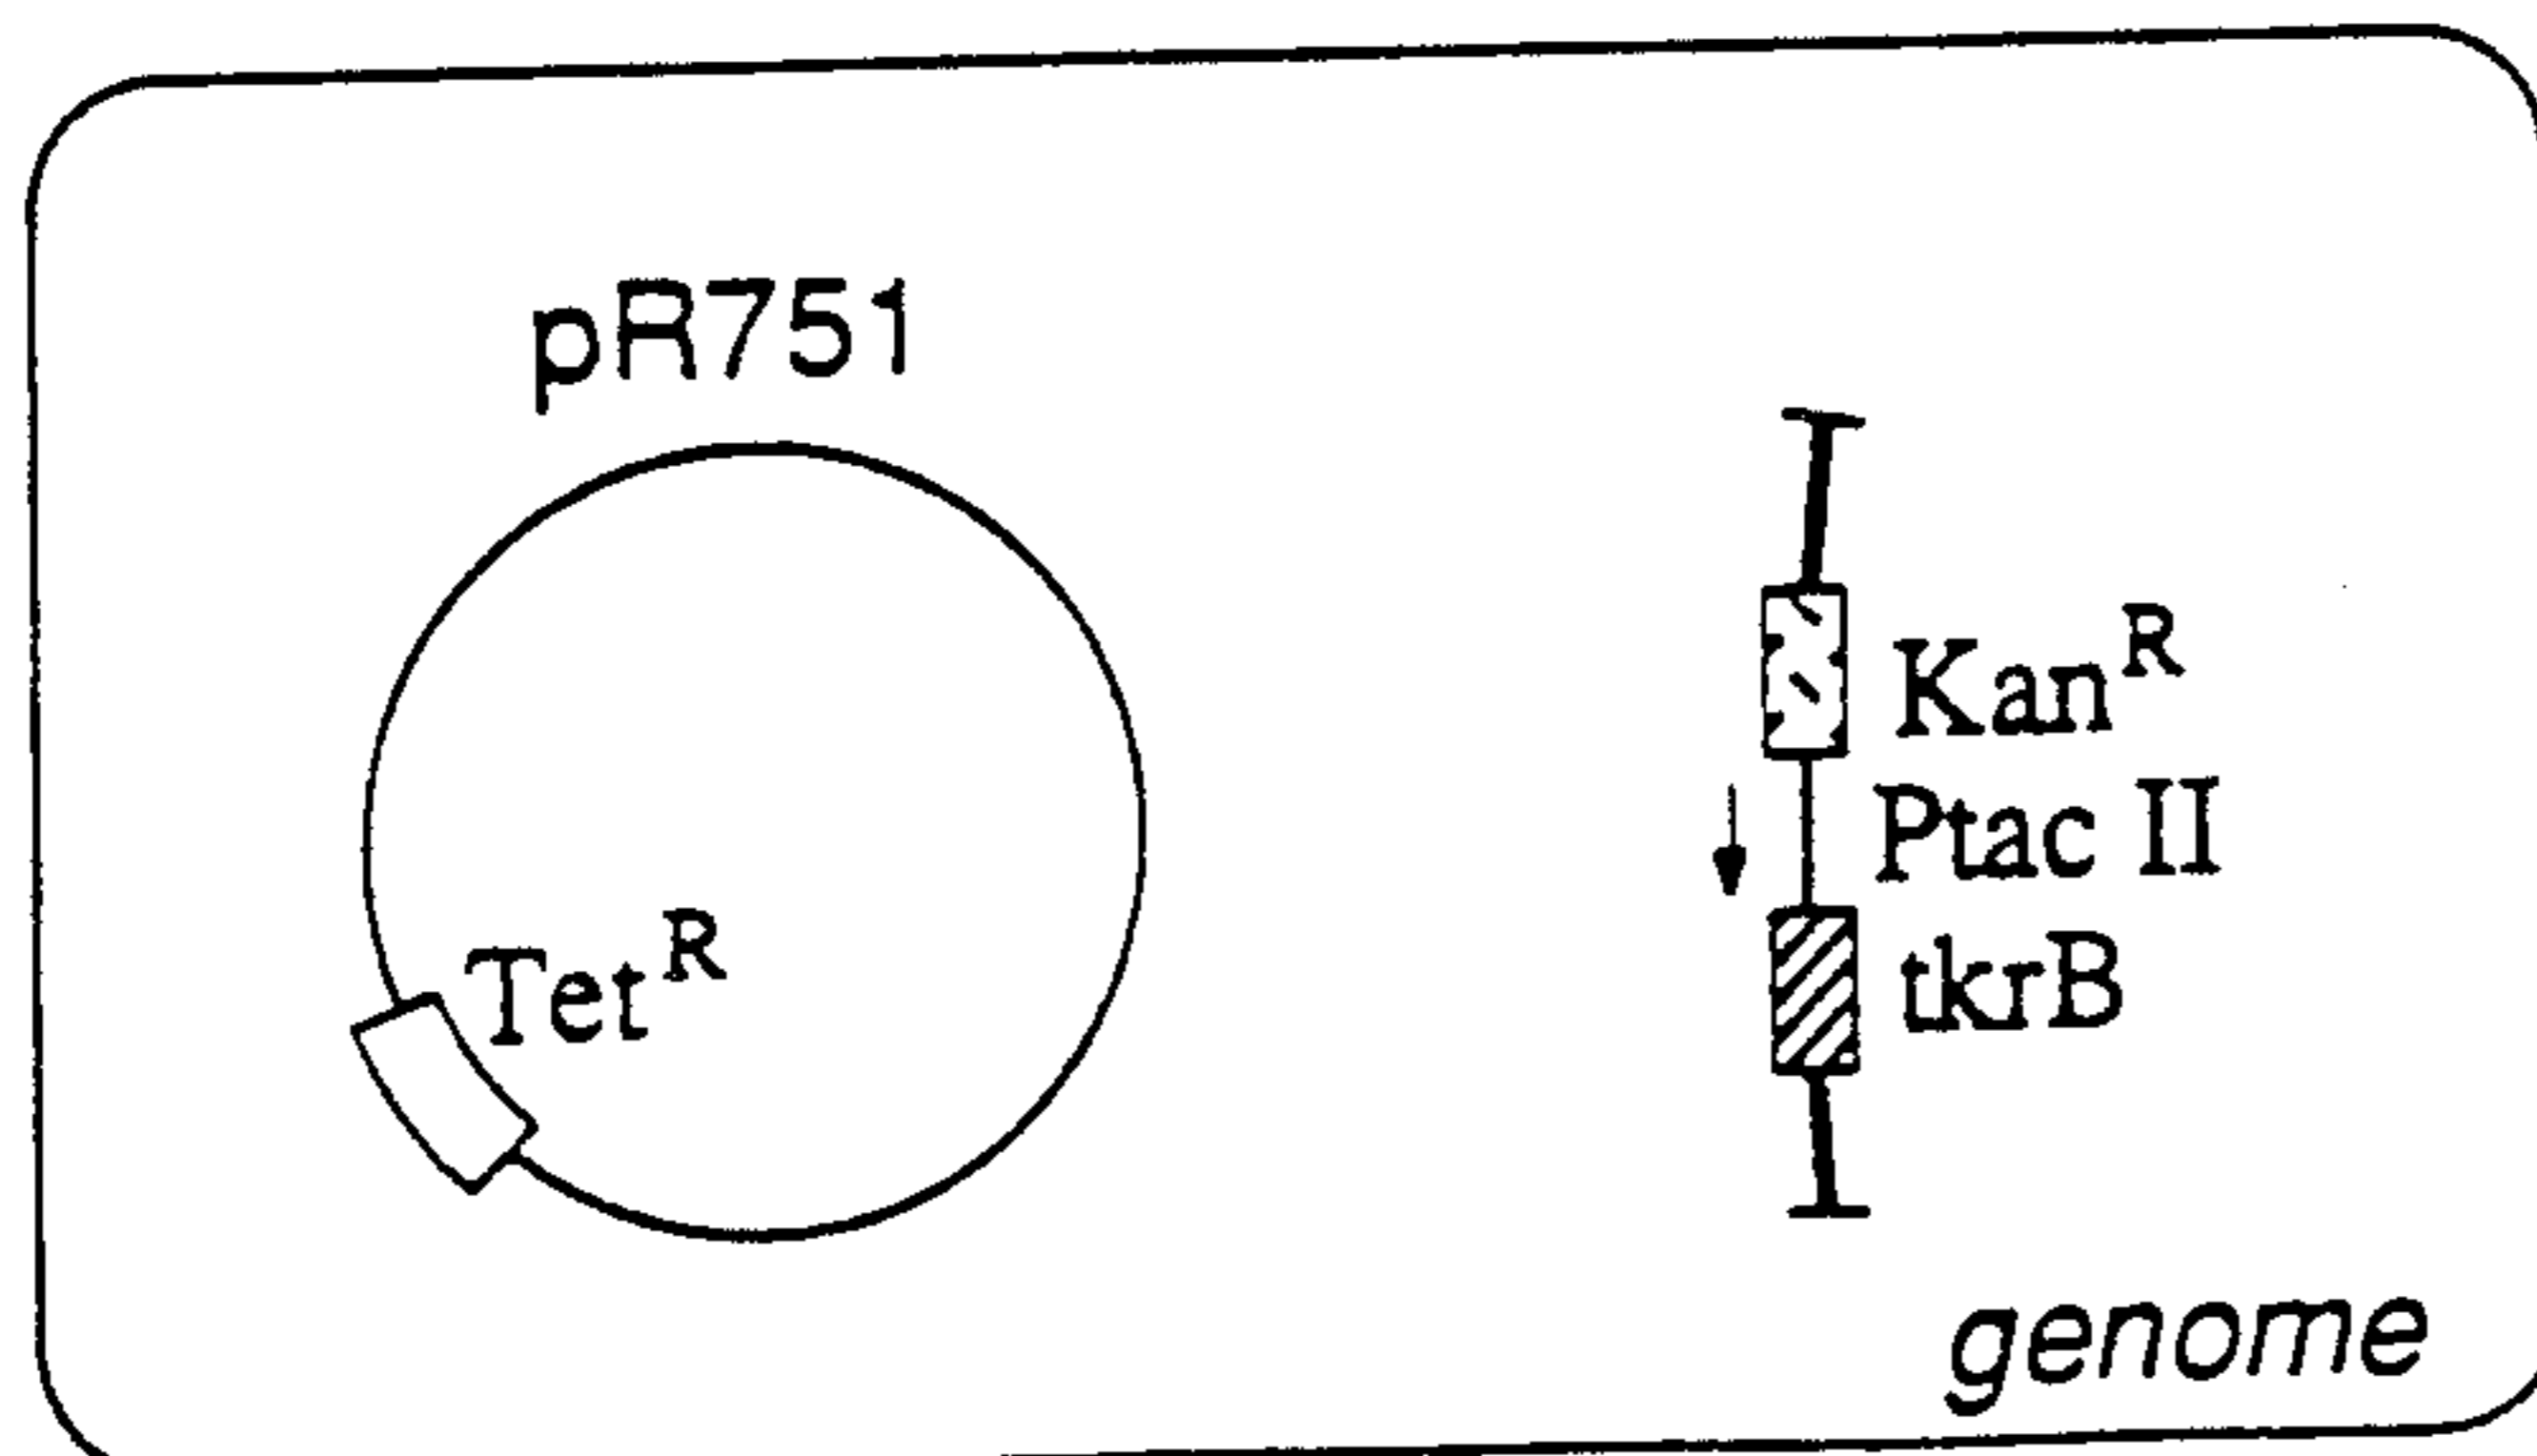 pR751
Tet^R
Kan^R
Ptac II
tkrB
genome